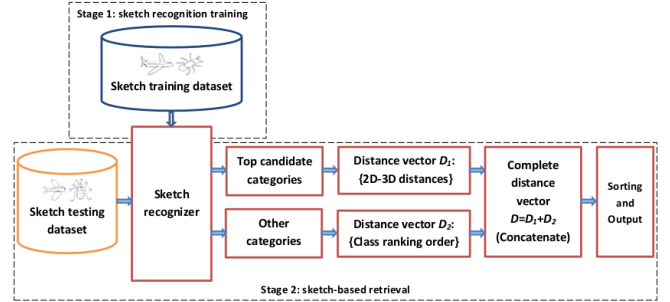 Stage 1: sketch recognition training
Sketch training dataset
Sketch testing
dataset
Sketch
recognizer
Top candidate
categories
Distance vector D₁:
{2D-3D distances}
Other
categories
Distance vector D₂:
{Class ranking order}
Complete
distance
vector
D=D₁+D₂
(Concatenate)
Sorting
and
Output
Stage 2: sketch-based retrieval